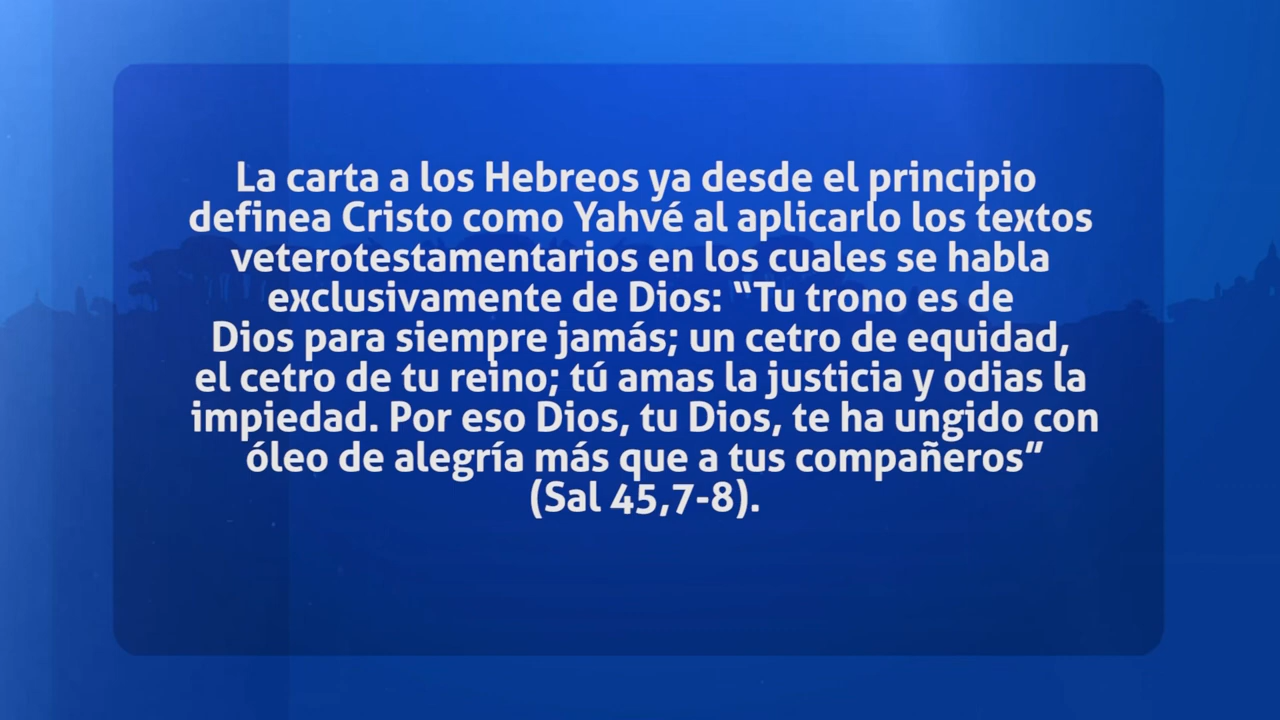 La carta a los Hebreos ya desde el principio
definea Cristo como Yahvé al aplicarlo los textos
veterotestamentarios en los cuales se habla
exclusivamente de Dios: “Tu trono es de
Dios para siempre jamás; un cetro de equidad,
el cetro de tu reino; tú amas la justicia y odias la
impiedad. Por eso Dios, tu Dios, te ha ungido con
óleo de alegría más que a tus compañeros”
(Sal 45,7-8).